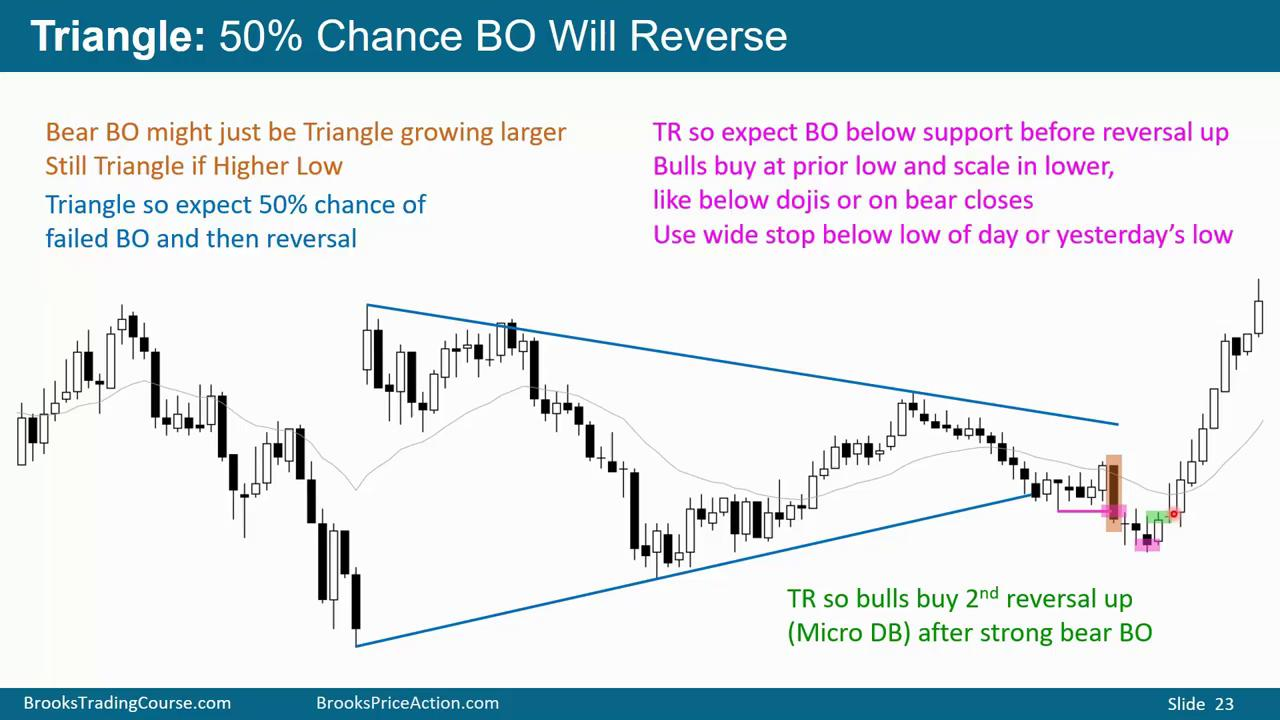 Triangle: 50% Chance BO Will Reverse
Bear BO might just be Triangle growing larger
Still Triangle if Higher Low
Triangle so expect 50% chance of
failed BO and then reversal
TR so expect BO below support before reversal up
Bulls buy at prior low and scale in lower,
like below dojis or on bear closes
Use wide stop below low of day or yesterday’s low
TR so bulls buy 2nd reversal up
(Micro DB) after strong bear BO
BrooksTradingCourse.com
BrooksPriceAction.com
Slide 23